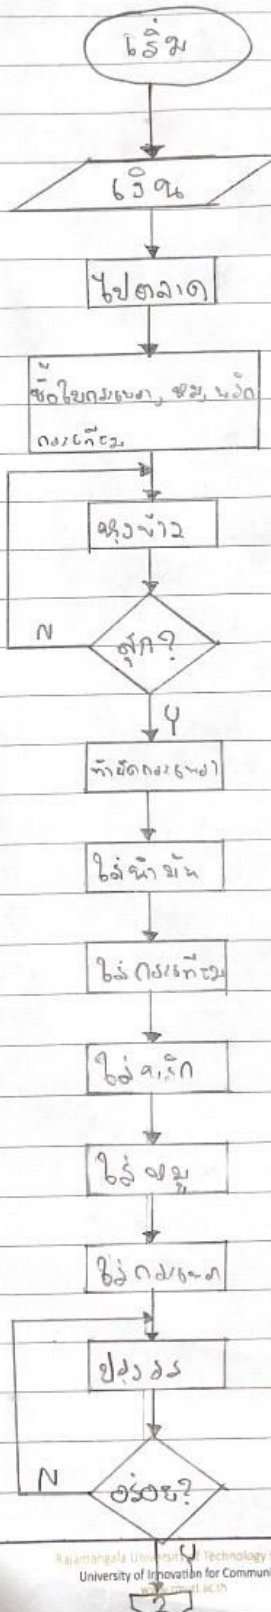 เริ่ม
เงิน
ไปตลาด
ซื้อใบกระเพรา, หมู, พริก
กระเทียม
หุงข้าว
สุก?
N
Y
ทำผัดกระเพรา
ใส่น้ำมัน
ใส่กระเทียม
ใส่พริก
ใส่หมู
ใส่กระเพรา
ปรุงรส
อร่อย?
N
Y
Rajamangala University of Technology
University of Innovation for Communi
2